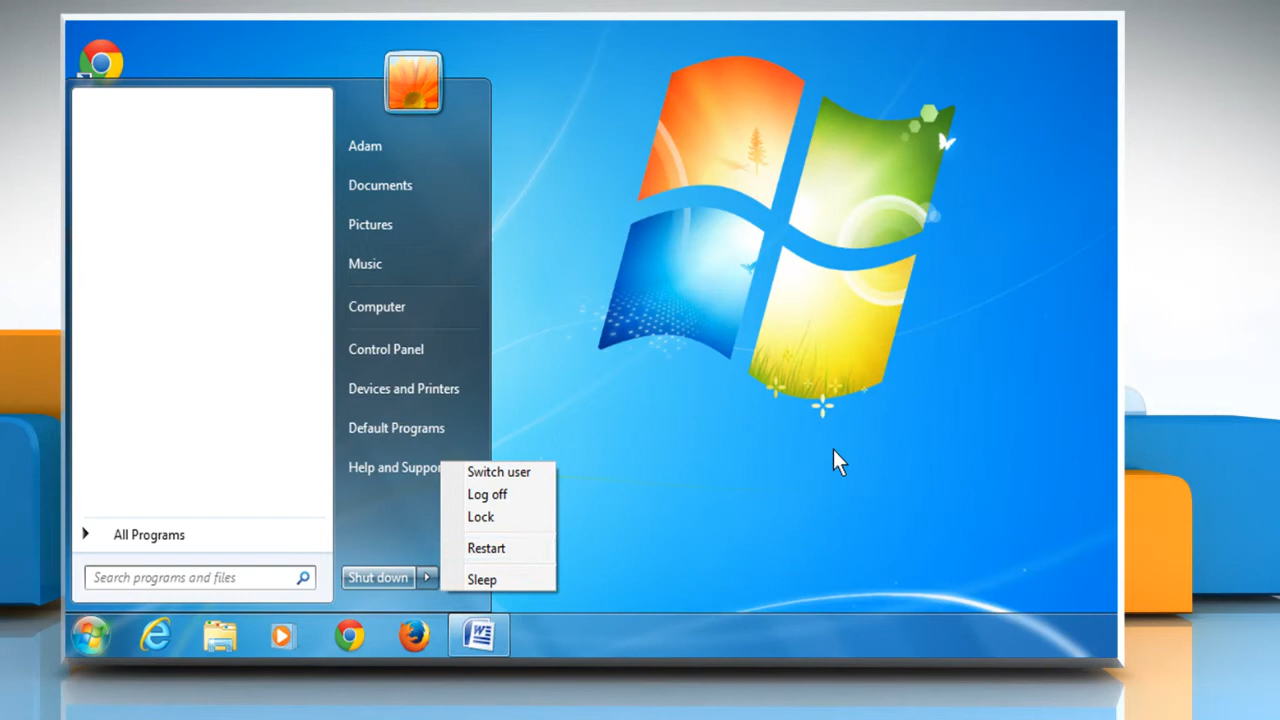 Adam
Documents
Pictures
Music
Computer
Control Panel
Devices and Printers
Default Programs
Help and Suppor
Switch user
Log off
Lock
Restart
Sleep
All Programs
Search programs and files
Shut down
W